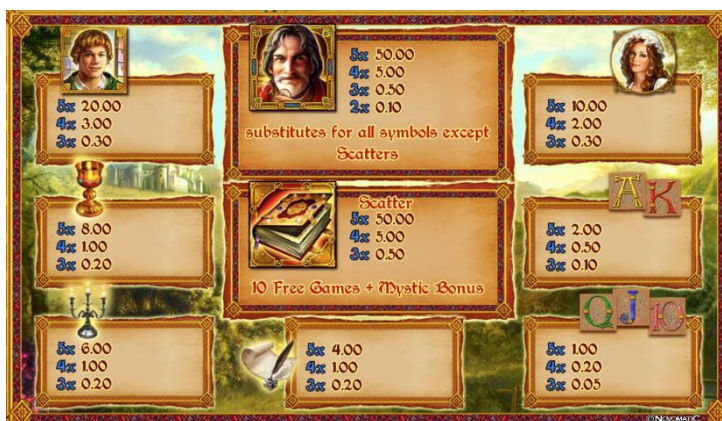 5x 20.00
4x 3.00
3x 0.30
5x 50.00
4x 5.00
3x 0.50
2x 0.10
substitutes for all symbols except
Scatters
5x 10.00
4x 2.00
3x 0.30
5x 8.00
4x 1.00
3x 0.20
Scatter
5x 50.00
4x 5.00
3x 0.50
10 Free Games + Mystic Bonus
A K
5x 2.00
4x 0.50
3x 0.10
5x 6.00
4x 1.00
3x 0.20
5x 4.00
4x 1.00
3x 0.20
Q J 10
5x 1.00
4x 0.20
3x 0.05
© NOVOMATIC